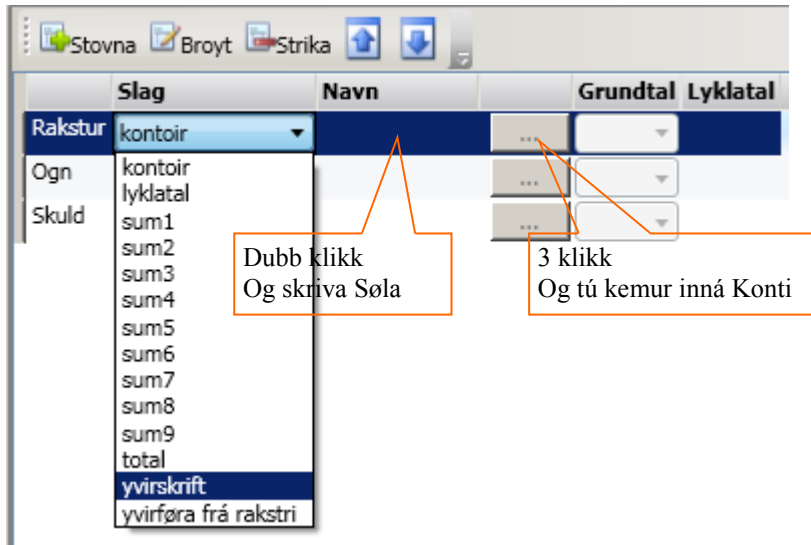 Stovna Broyt Strika
Slag Navn Grundtal Lyklatal
Rakstur kontoir ...
Ogn ...
Skuld ...
kontoir
lyklatal
sum1
sum2
sum3
sum4
sum5
sum6
sum7
sum8
sum9
total
yvirskrift
yvirføra frá rakstri
Dubb klikk
Og skriva Søla
3 klikk
Og tú kemur inná Konti